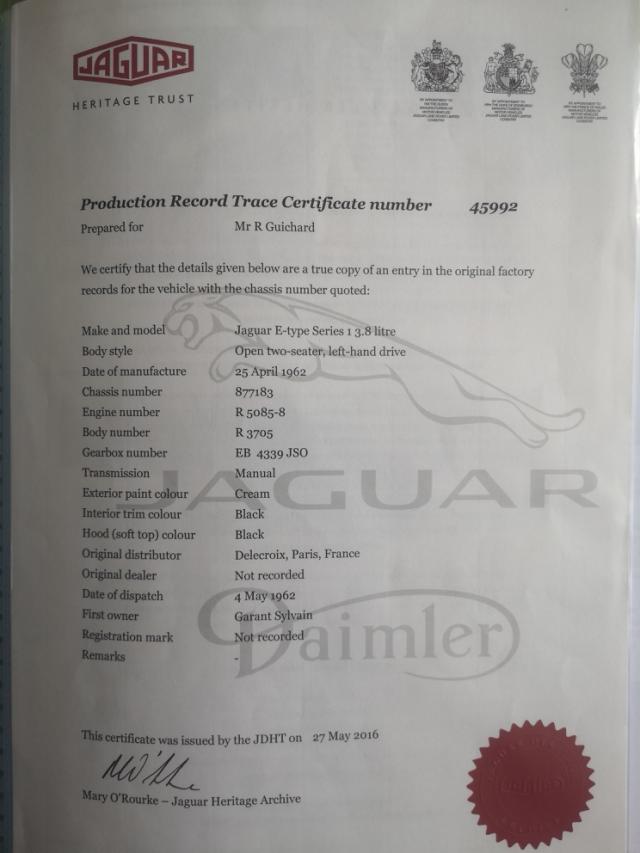 JAGUAR
HERITAGE TRUST
Production Record Trace Certificate number 45992
Prepared for Mr R Guichard
We certify that the details given below are a true copy of an entry in the original factory
records for the vehicle with the chassis number quoted:
Make and model Jaguar E-type Series 1 3.8 litre
Body style Open two-seater, left-hand drive
Date of manufacture 25 April 1962
Chassis number 877183
Engine number R 5085-8
Body number R 3705
Gearbox number EB 4339 JSO
Transmission Manual
JAGUAR
Exterior paint colour Cream
Interior trim colour Black
Hood (soft top) colour Black
Original distributor Delecroix, Paris, France
Original dealer Not recorded
Date of dispatch 4 May 1962
First owner Garant Sylvain
Registration mark Not recorded
Daimler
Remarks -
This certificate was issued by the JDHT on 27 May 2016
Mary O'Rourke – Jaguar Heritage Archive